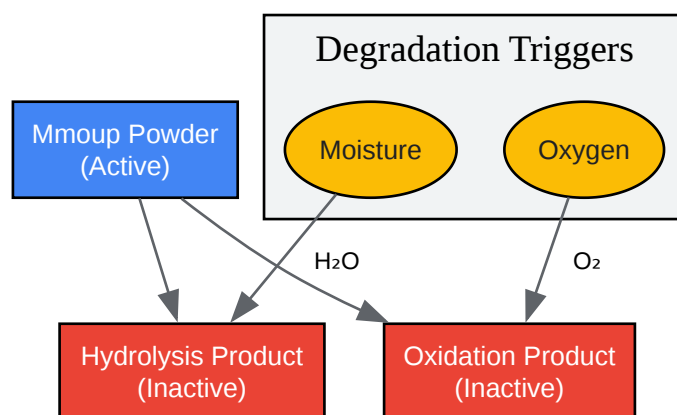 Degradation Triggers
Mmoup Powder
(Active)
Moisture
Oxygen
H₂O
O₂
Hydrolysis Product
(Inactive)
Oxidation Product
(Inactive)